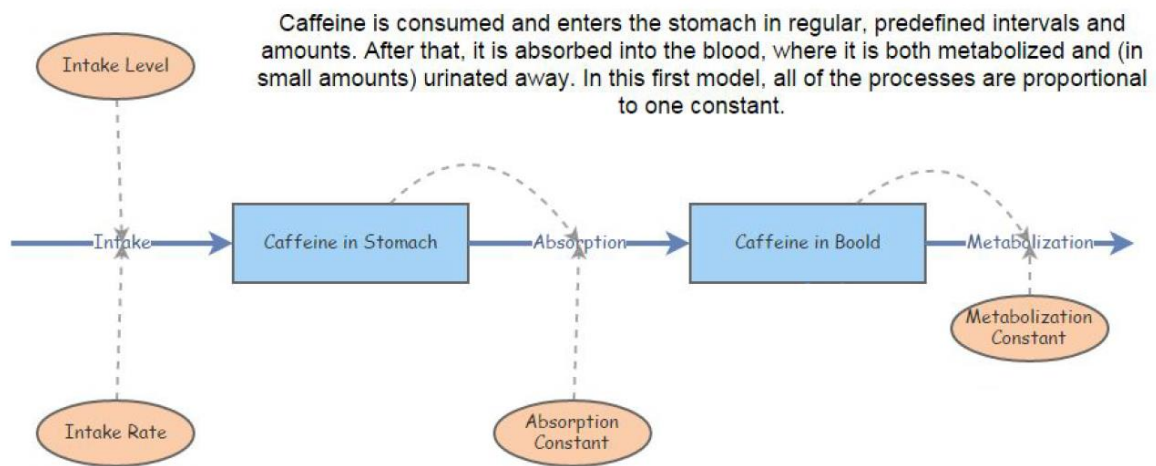 Caffeine is consumed and enters the stomach in regular, predefined intervals and
amounts. After that, it is absorbed into the blood, where it is both metabolized and (in
small amounts) urinated away. In this first model, all of the processes are proportional
to one constant.
Intake Level
Intake
Caffeine in Stomach
Absorption
Caffeine in Boold
Metabolization
Metabolization
Constant
Intake Rate
Absorption
Constant